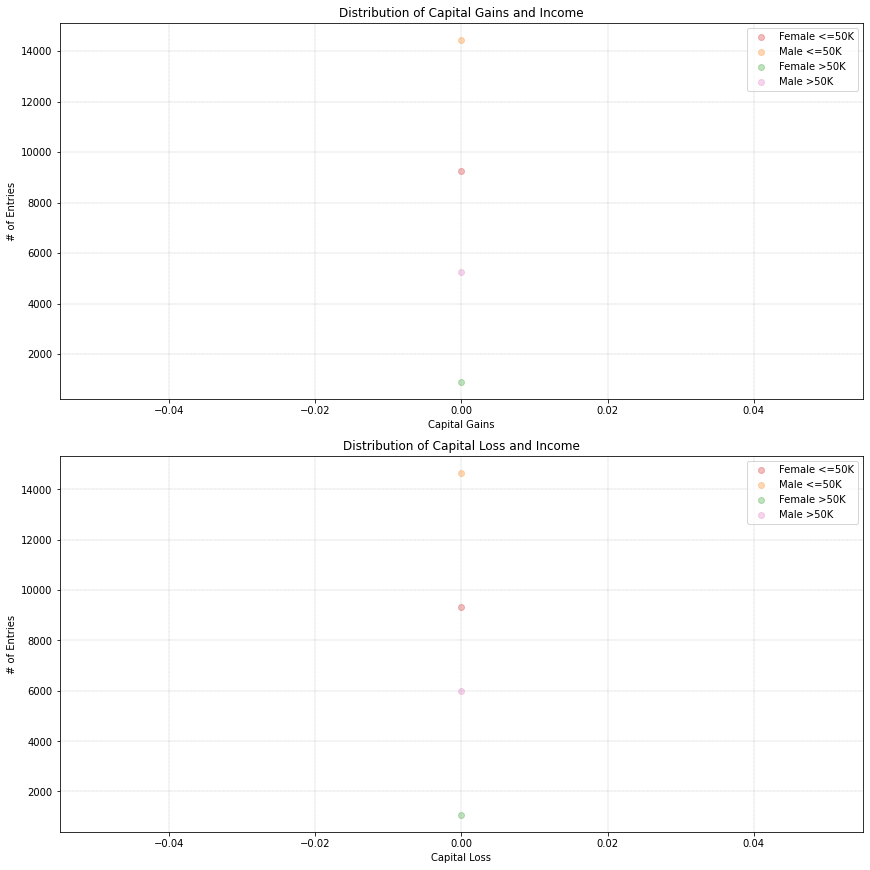 Distribution of Capital Gains and Income
14000
12000
10000
8000
6000
4000
2000
# of Entries
Female <=50K
Male <=50K
Female >50K
Male >50K
−0.04
−0.02
0.00
0.02
0.04
Capital Gains
Distribution of Capital Loss and Income
14000
12000
10000
8000
6000
4000
2000
# of Entries
Female <=50K
Male <=50K
Female >50K
Male >50K
−0.04
−0.02
0.00
0.02
0.04
Capital Loss